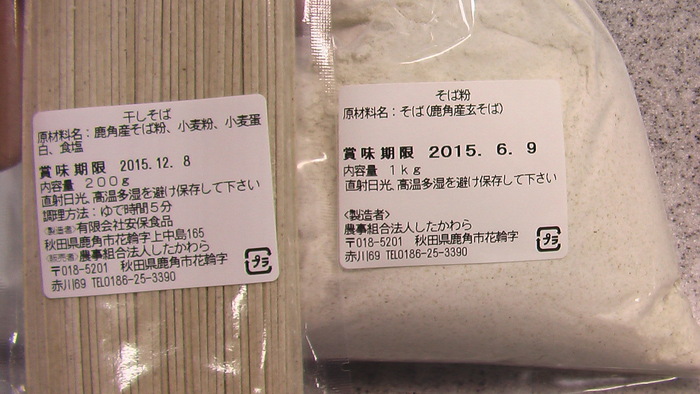 干しそば
原材料名：鹿角産そば粉、小麦粉、小麦蛋
白、食塩
賞味期限 2015.12. 8
内容量 200g
直射日光、高温多湿を避け保存して下さい
調理方法：ゆで時間5分
<製造者>有限会社安保食品
秋田県鹿角市花輪字上中島165
<販売者>農事組合法人したかわら
〒018-5201 秋田県鹿角市花輪字
赤川69 TEL0186-25-3390
プラ
そば粉
原材料名：そば(鹿角産玄そば)
賞味期限 2015. 6. 9
内容量 1kg
直射日光、高温多湿を避け保存して下さい
<製造者>
農事組合法人したかわら
〒018-5201 秋田県鹿角市花輪字
赤川69 TEL0186-25-3390
プラ